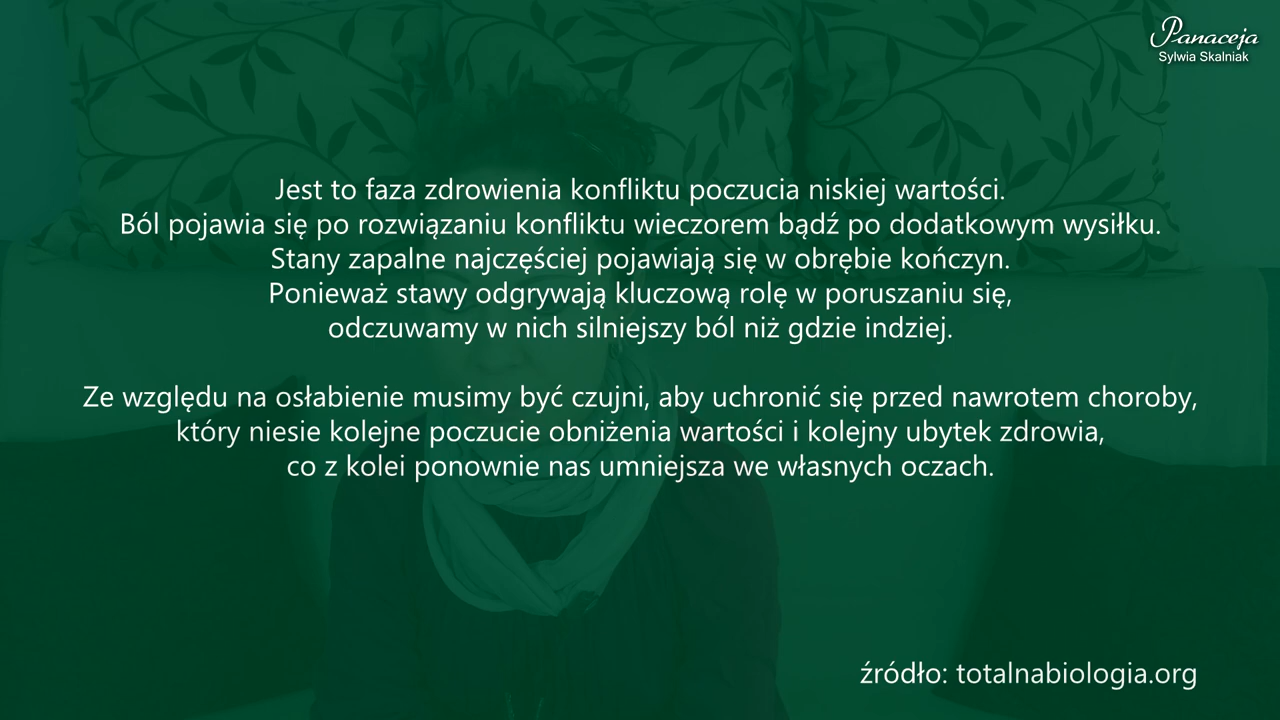 Panaceja
Sylwia Skalniak
Jest to faza zdrowienia konfliktu poczucia niskiej wartości.
Ból pojawia się po rozwiązaniu konfliktu wieczorem bądź po dodatkowym wysiłku.
Stany zapalne najczęściej pojawiają się w obrębie kończyn.
Ponieważ stawy odgrywają kluczową rolę w poruszaniu się,
odczuwamy w nich silniejszy ból niż gdzie indziej.
Ze względu na osłabienie musimy być czujni, aby uchronić się przed nawrotem choroby,
który niesie kolejne poczucie obniżenia wartości i kolejny ubytek zdrowia,
co z kolei ponownie nas umniejsza we własnych oczach.
źródło: totalnabiologia.org